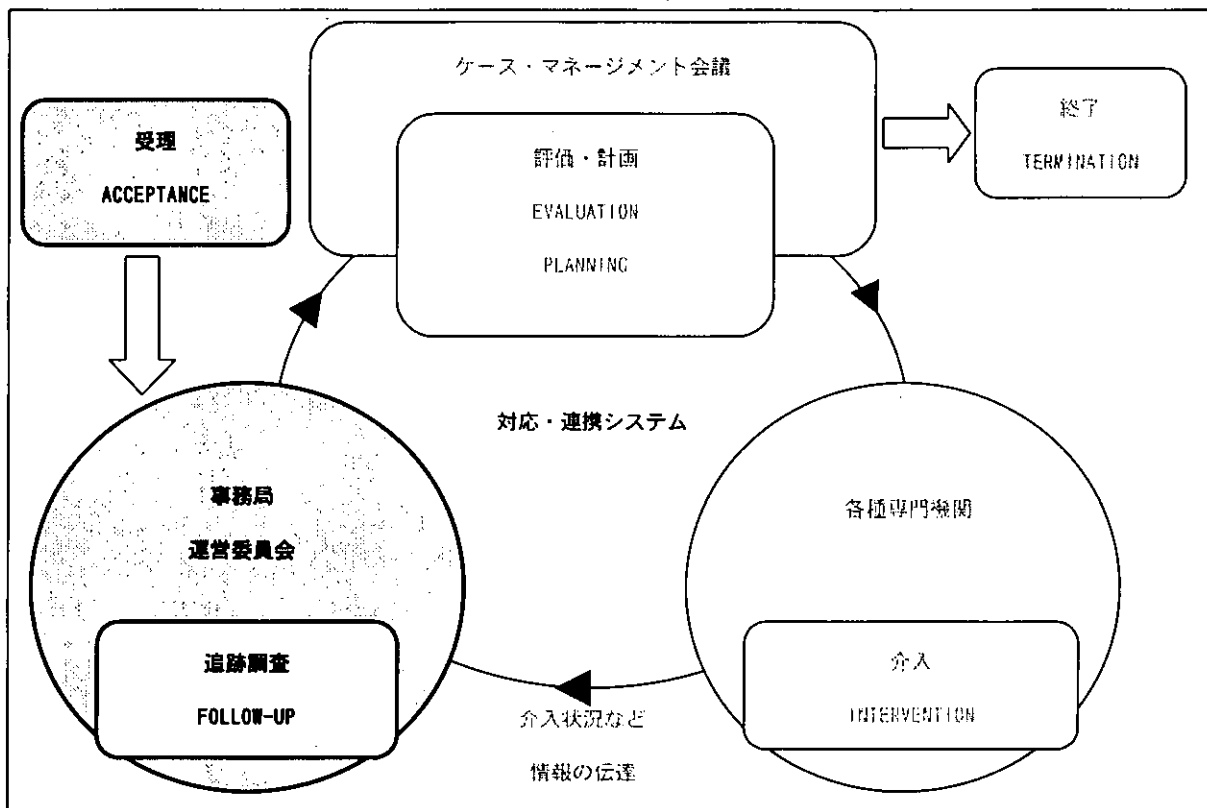 ケース・マネージメント会議
受理
ACCEPTANCE
評価・計画
EVALUATION
PLANNING
終了
TERMINATION
対応・連携システム
事務局
運営委員会
追跡調査
FOLLOW-UP
各種専門機関
介入
INTERVENTION
介入状況など
情報の伝達